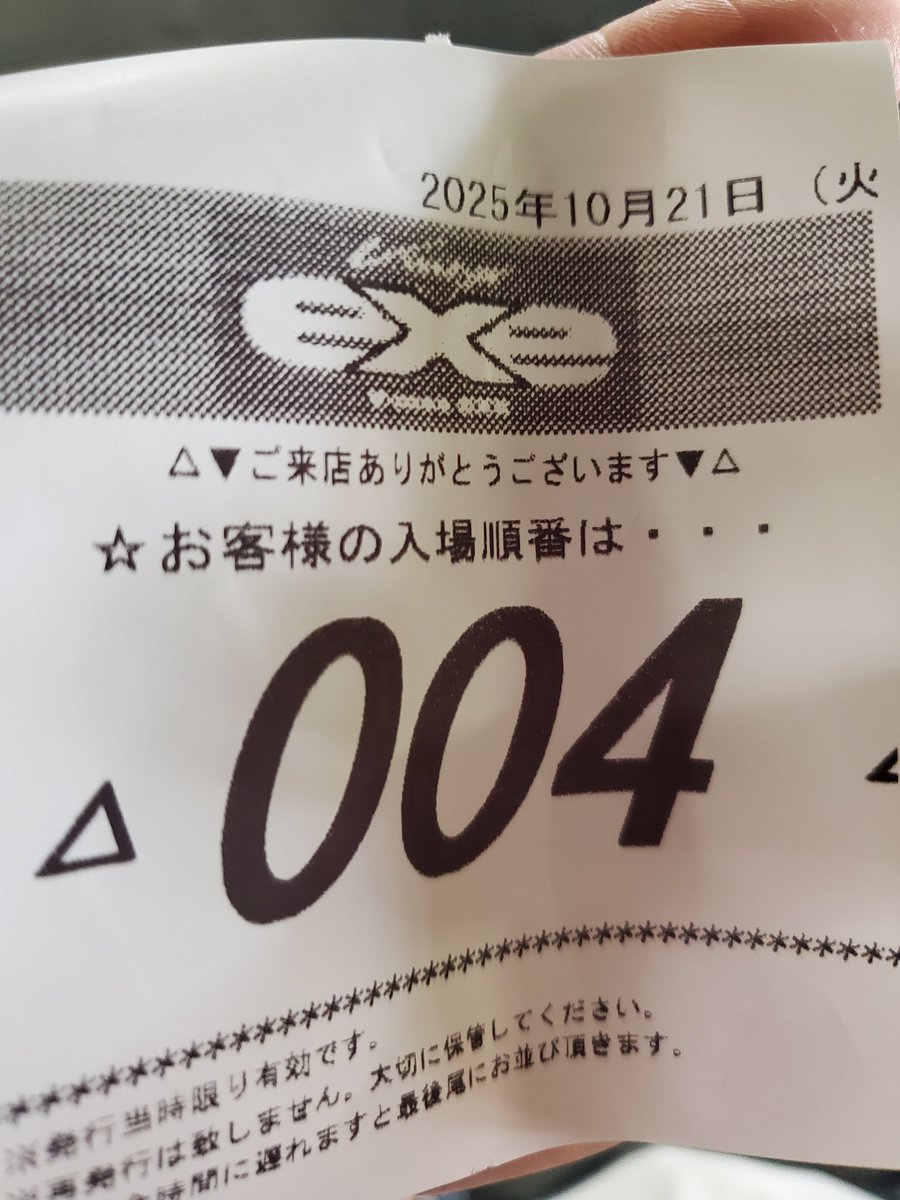 2025年10月21日 (火
eXe
△▼ご来店ありがとうございます▼△
☆お客様の入場順番は・・・
△ 004
*********************************************
※発行当時限り有効です。
※再発行は致しません。大切に保管してください。
合時間に遅れますと最後尾にお並び頂きます。